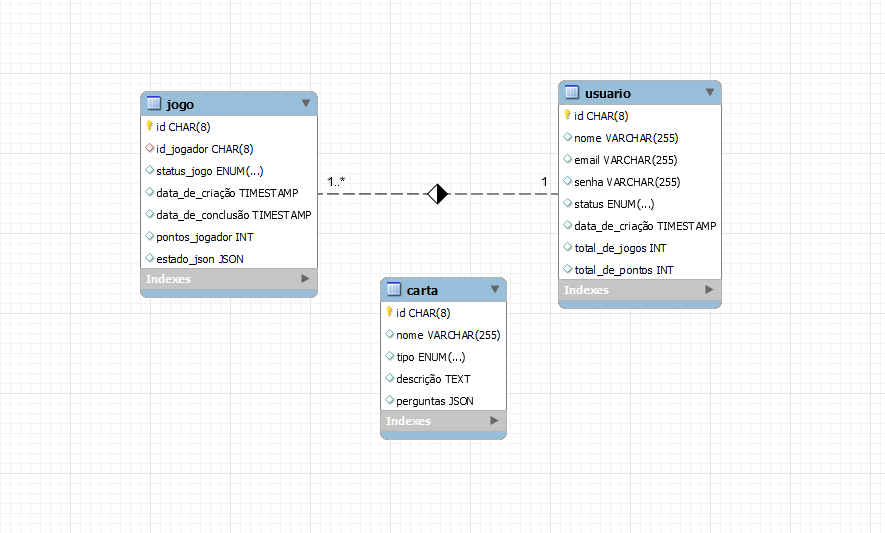 jogo
id CHAR(8)
id_jogador CHAR(8)
status_jogo ENUM(...)
data_de_criação TIMESTAMP
data_de_conclusão TIMESTAMP
pontos_jogador INT
estado_json JSON
Indexes
1..*
1
usuario
id CHAR(8)
nome VARCHAR(255)
email VARCHAR(255)
senha VARCHAR(255)
status ENUM(...)
data_de_criação TIMESTAMP
total_de_jogos INT
total_de_pontos INT
Indexes
carta
id CHAR(8)
nome VARCHAR(255)
tipo ENUM(...)
descrição TEXT
perguntas JSON
Indexes